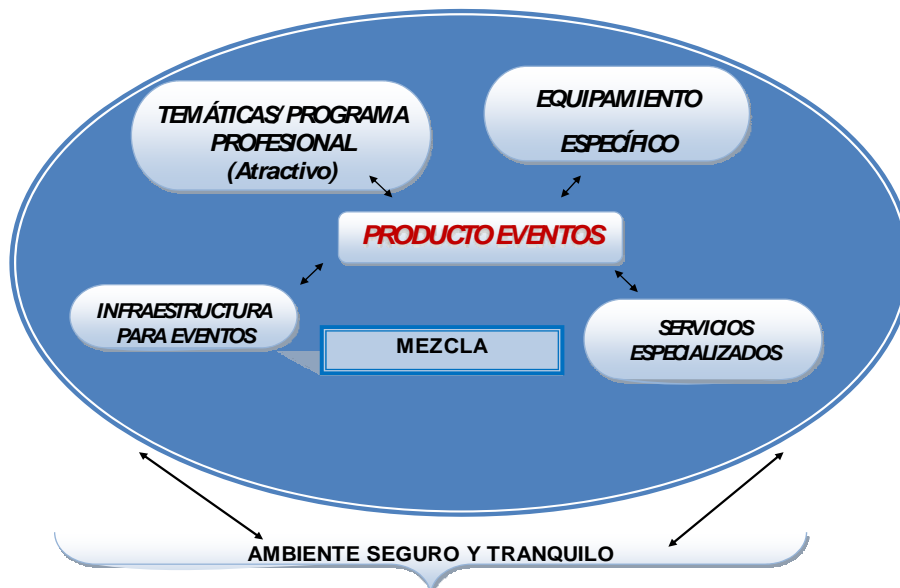 TEMÁTICAS/ PROGRAMA
PROFESIONAL
(Atractivo)
EQUIPAMIENTO
ESPECÍFICO
PRODUCTO EVENTOS
INFRAESTRUCTURA
PARA EVENTOS
MEZCLA
SERVICIOS
ESPECIALIZADOS
AMBIENTE SEGURO Y TRANQUILO